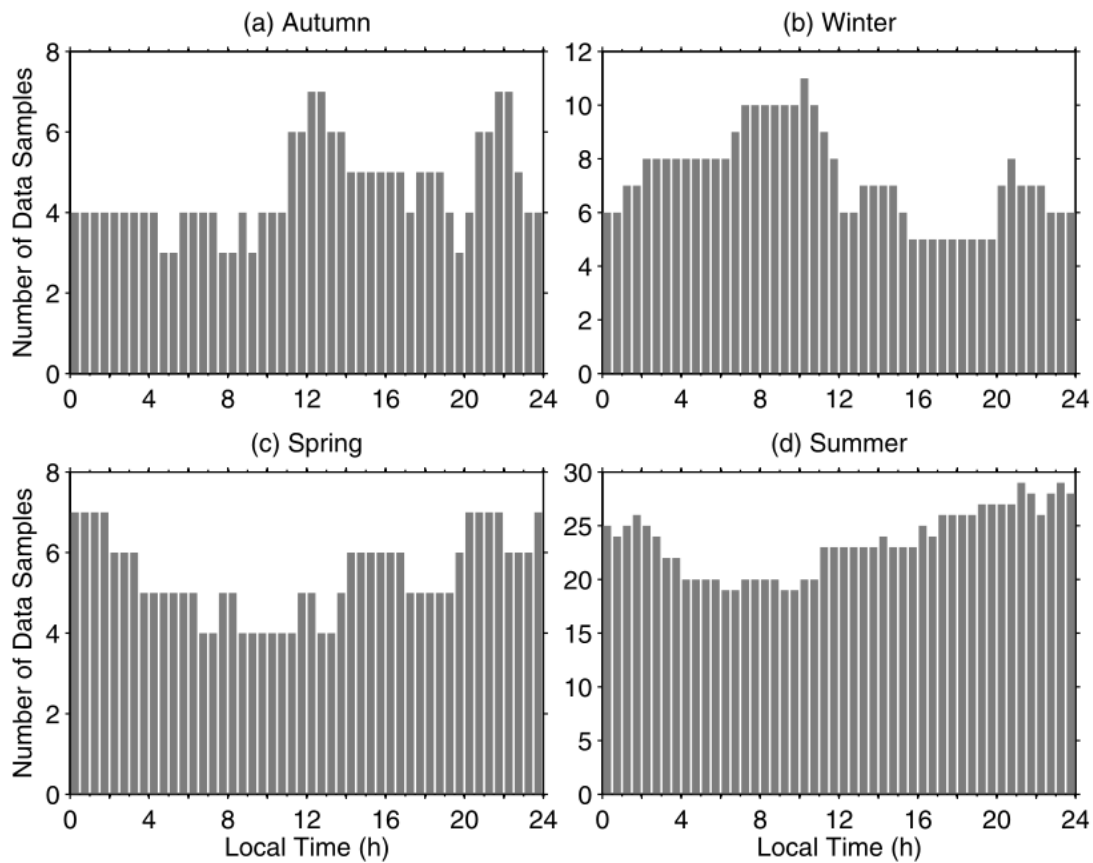 (a) Autumn
(b) Winter
Number of Data Samples
8
6
4
2
0
0 4 8 12 16 20 24
12
10
8
6
4
2
0
0 4 8 12 16 20 24
(c) Spring
(d) Summer
Number of Data Samples
8
6
4
2
0
0 4 8 12 16 20 24
Local Time (h)
30
25
20
15
10
5
0
0 4 8 12 16 20 24
Local Time (h)